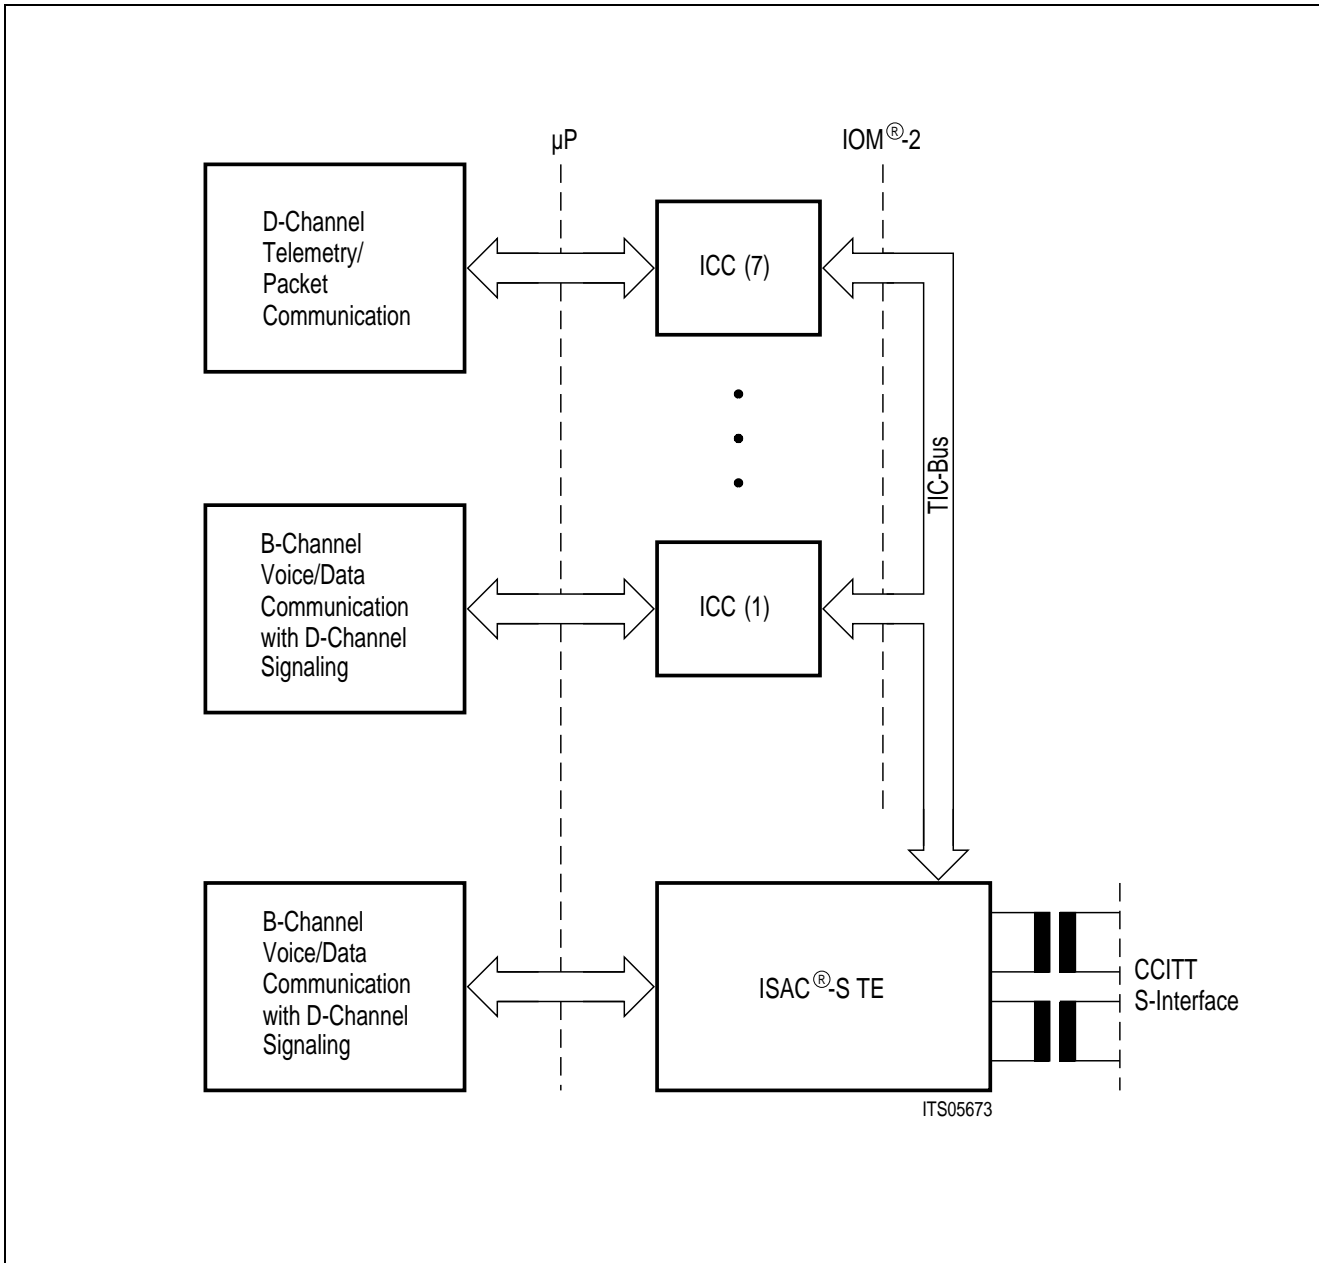 µP
IOM®-2
D-Channel
Telemetry/
Packet
Communication
ICC (7)
TIC-Bus
B-Channel
Voice/Data
Communication
with D-Channel
Signaling
ICC (1)
B-Channel
Voice/Data
Communication
with D-Channel
Signaling
ISAC®-S TE
CCITT
S-Interface
ITS05673